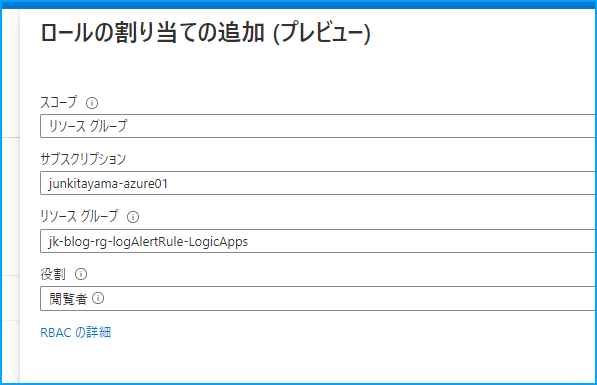 ロールの割り当ての追加 (プレビュー)
スコープ
リソース グループ
サブスクリプション
junkitayama-azure01
リソース グループ
jk-blog-rg-logAlertRule-LogicApps
役割
閲覧者
RBAC の詳細